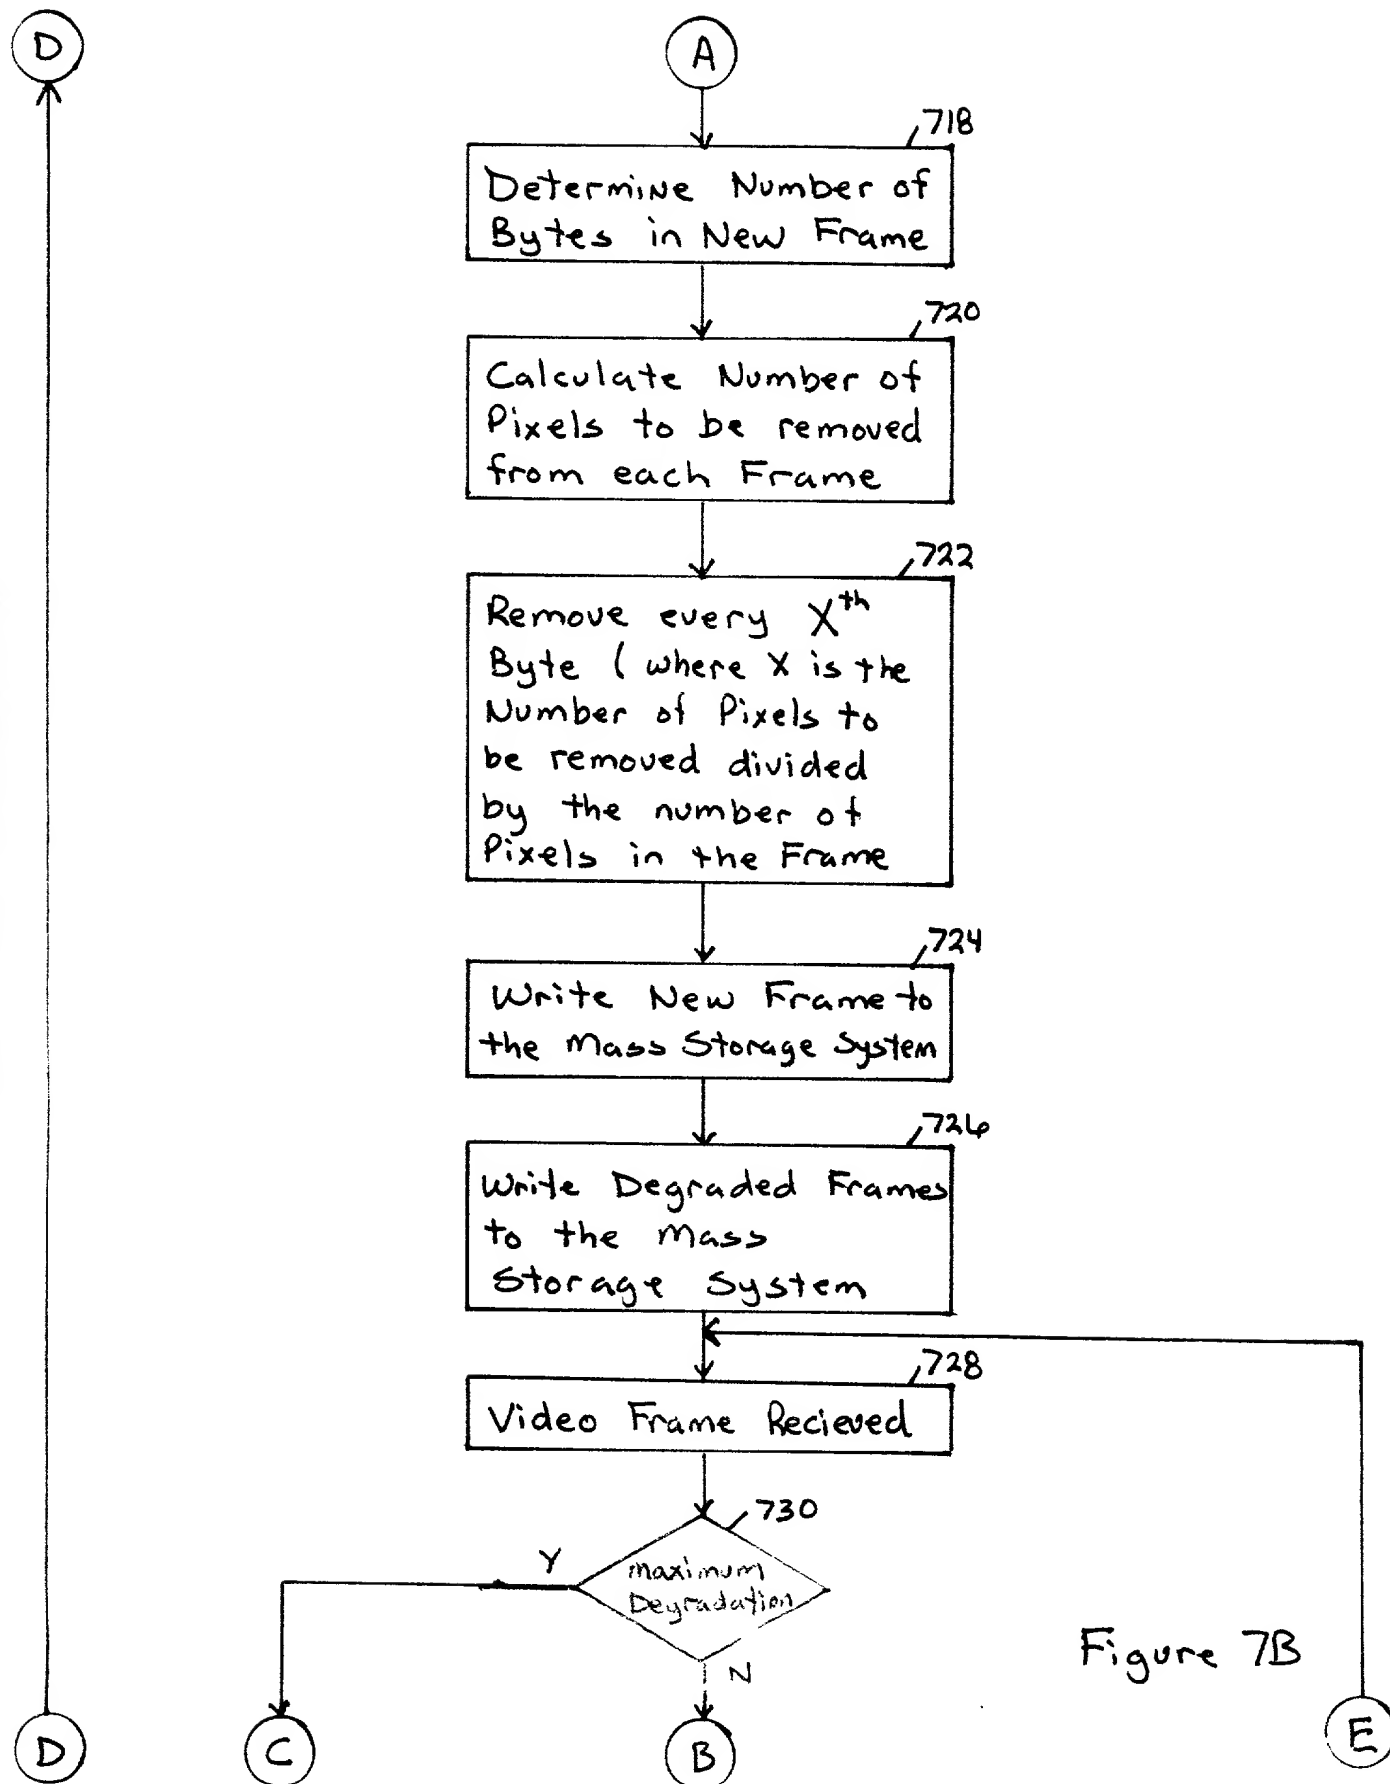 D
A
718
Determine Number of
Bytes in New Frame
720
Calculate Number of
Pixels to be removed
from each Frame
722
Remove every Xth
Byte ( where X is the
Number of Pixels to
be removed divided
by the number of
Pixels in the Frame
724
Write New Frame to
the Mass Storage System
726
Write Degraded Frames
to the Mass
Storage System
728
Video Frame Recieved
730
Y
Maximum
Degradation
N
Figure 7B
D
C
B
E